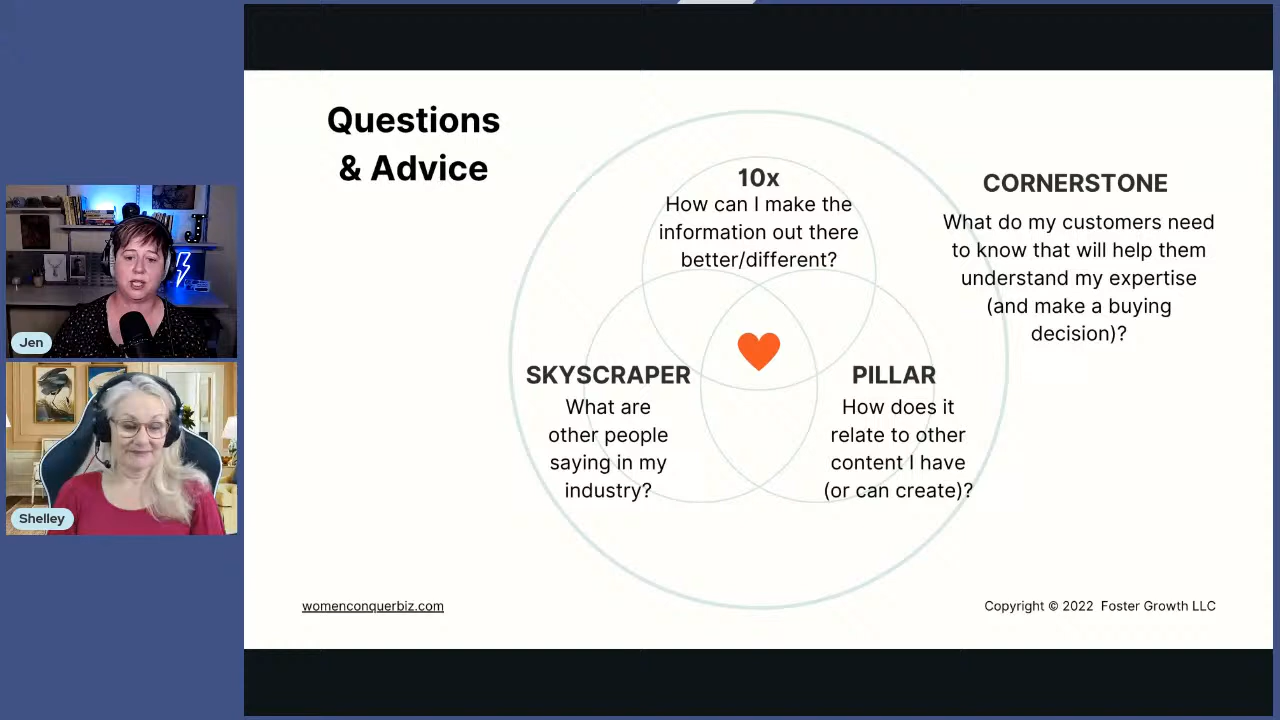 Questions
& Advice
10x
How can I make the
information out there
better/different?
CORNERSTONE
What do my customers need
to know that will help them
understand my expertise
(and make a buying
decision)?
SKYSCRAPER
What are
other people
saying in my
industry?
PILLAR
How does it
relate to other
content I have
(or can create)?
womenconquerbiz.com
Copyright © 2022 Foster Growth LLC
J
Jen
Shelley